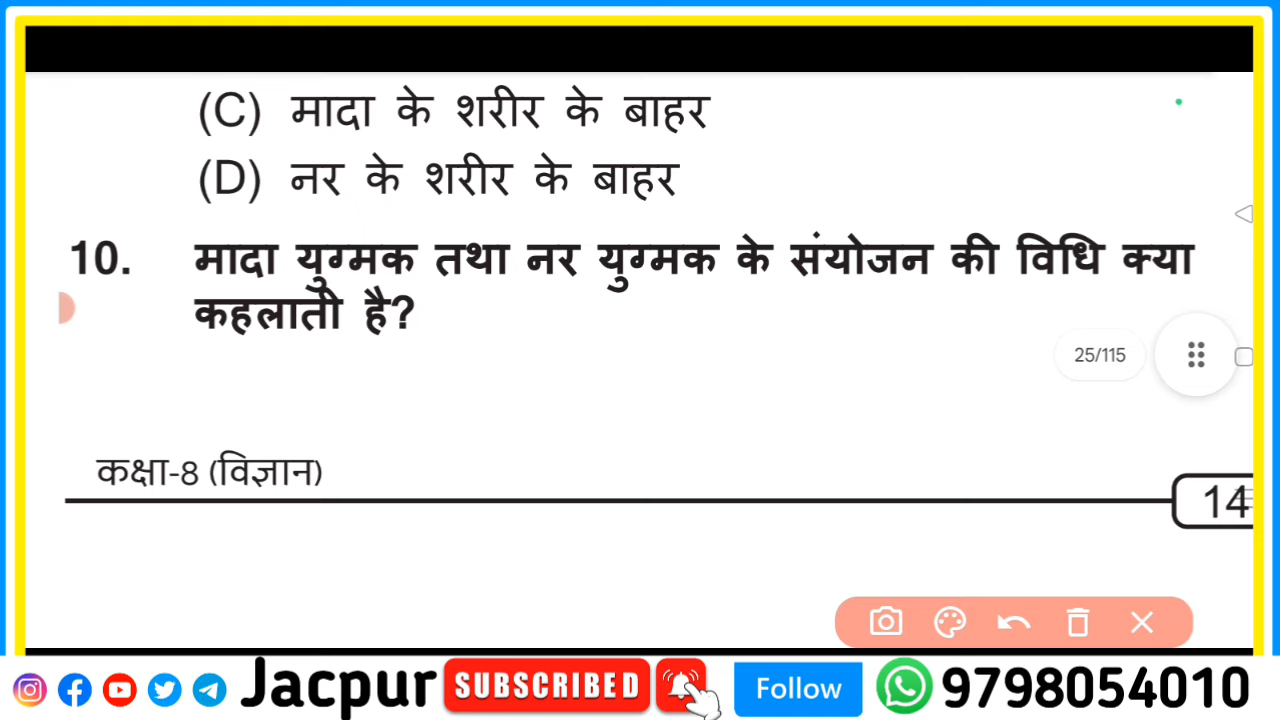 (C) मादा के शरीर के बाहर
(D) नर के शरीर के बाहर
10. मादा युग्मक तथा नर युग्मक के संयोजन की विधि क्या
कहलाती है?
25/115
कक्षा-8 (विज्ञान)
14
Jacpur SUBSCRIBED Follow 9798054010